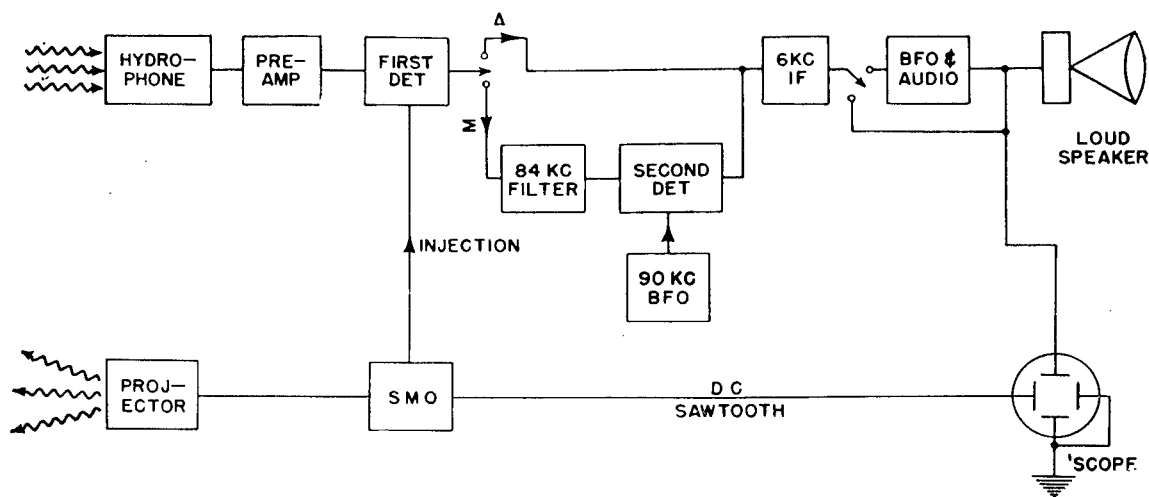 HYDRO-
PHONE
PRE-
AMP
FIRST
DET
Δ
M
6KC
IF
BFO &
AUDIO
LOUD
SPEAKER
84 KC
FILTER
SECOND
DET
INJECTION
90 KC
BFO
PROJ-
ECTOR
SMO
DC
SAWTOOTH
'SCOPE